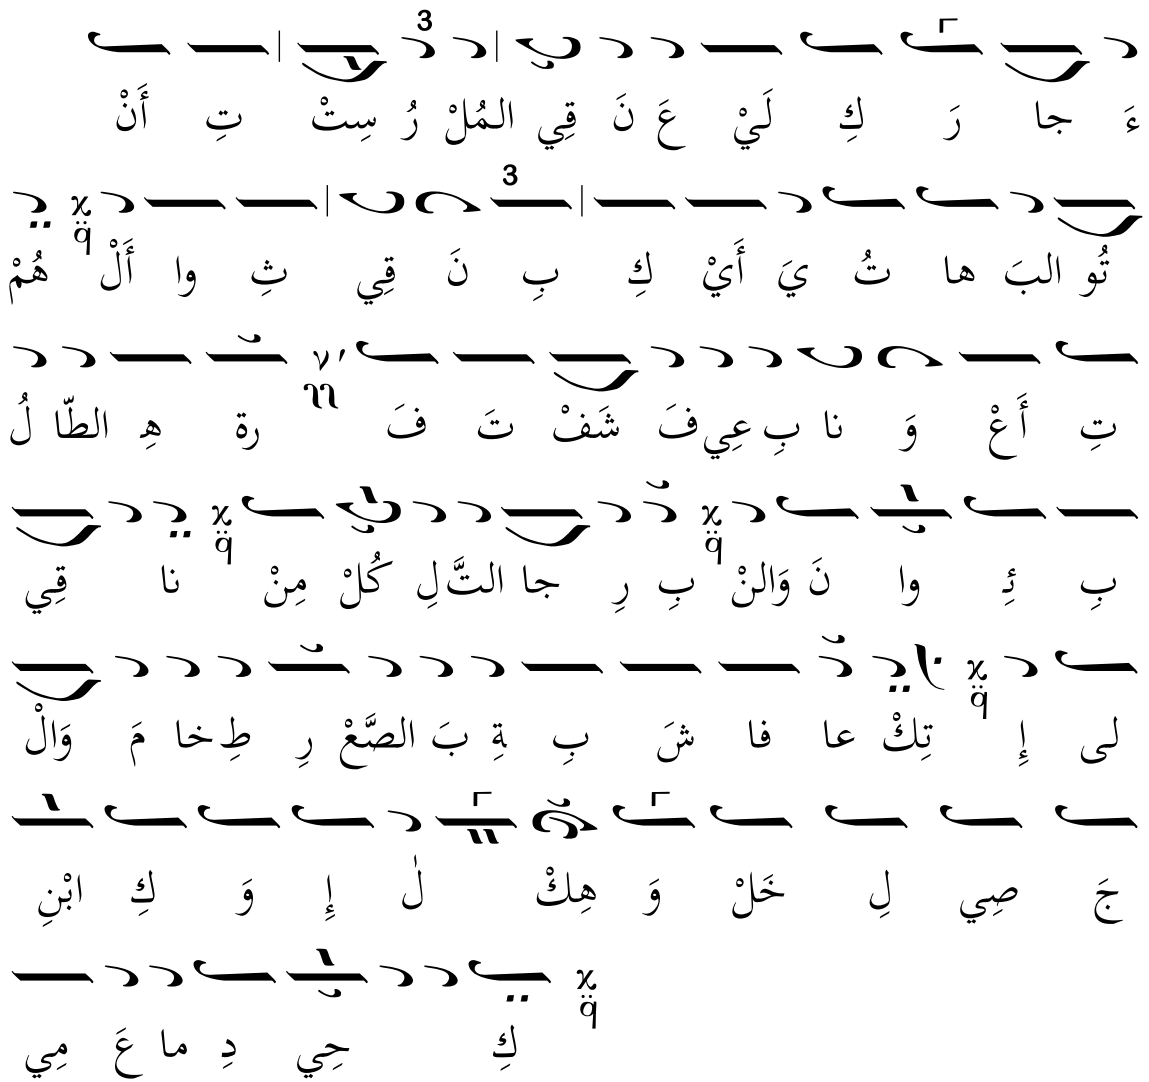 أَنْ تِ سِتْ رُ المُلْ قِي نَ عَ لَيْ كِ رَ جا ءَ
هُمْ أَلْ وا ثِ قِي نَ بِ كِ أَيْ يَ تُ ها البَ تُو
لُ الطّا هِ رة فَ تَ شَفْ فَ عِي بِ نا وَ أَعْ تِ
قِي نا مِنْ كُلْ لِ التَّ جا رِ بِ وَالنْ نَ وا ئِ بِ
وَالْ مَ خا طِ رِ الصَّعْ بَ ةِ بِ شَ فا عا تِكْ إِ لى
ابْنِ كِ وَ إِ لٰ هِكْ وَ خَلْ لِ صِي جَ
مِي عَ ما دِ حِي كِ